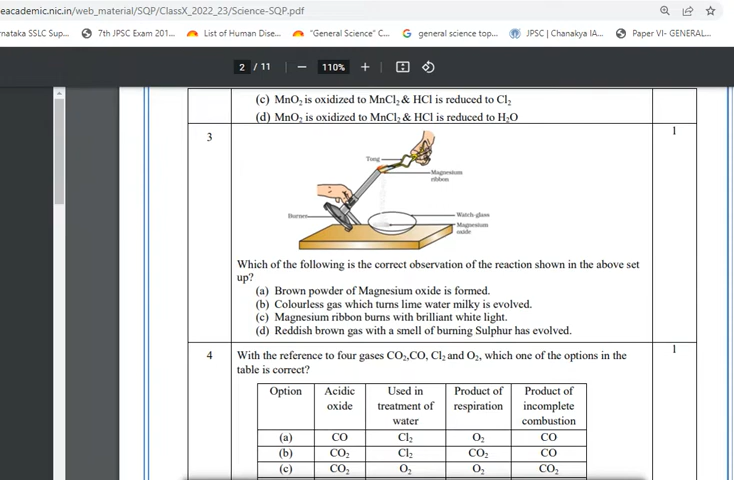 eacademic.nic.in/web_material/SQP/ClassX_2022_23/Science-SQP.pdf
rnataka SSLC Sup... 7th JPSC Exam 201... List of Human Dise... "General Science" C... general science top... JPSC | Chanakya IA... Paper VI- GENERAL...
2 / 11 — 110% +
(c) MnO₂ is oxidized to MnCl₂ & HCl is reduced to Cl₂
(d) MnO₂ is oxidized to MnCl₂ & HCl is reduced to H₂O
3
1
Tong
Magnesium
ribbon
Burner
Watch-glass
Magnesium
oxide
Which of the following is the correct observation of the reaction shown in the above set
up?
(a) Brown powder of Magnesium oxide is formed.
(b) Colourless gas which turns lime water milky is evolved.
(c) Magnesium ribbon burns with brilliant white light.
(d) Reddish brown gas with a smell of burning Sulphur has evolved.
4 With the reference to four gases CO₂,CO, Cl₂ and O₂, which one of the options in the 1
table is correct?
Option Acidic oxide Used in treatment of water Product of respiration Product of incomplete combustion
(a) CO Cl₂ O₂ CO
(b) CO₂ Cl₂ CO₂ CO
(c) CO₂ O₂ O₂ CO₂